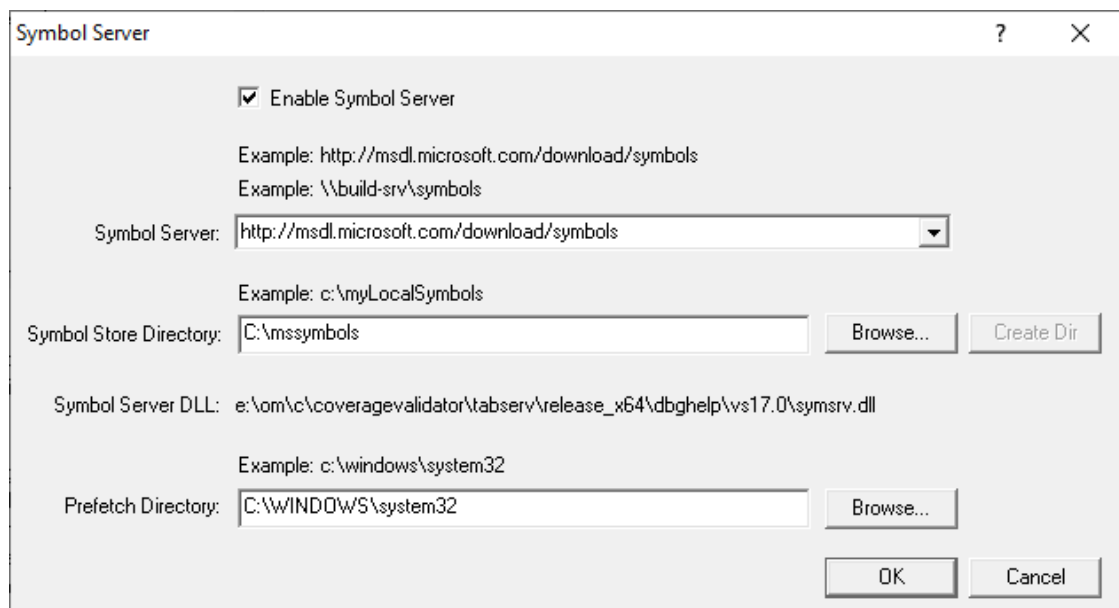 Symbol Server ?
Enable Symbol Server
Example: http://msdl.microsoft.com/download/symbols
Example: \\build-srv\symbols
Symbol Server: http://msdl.microsoft.com/download/symbols
Example: c:\myLocalSymbols
Symbol Store Directory: C:\mssymbols Browse... Create Dir
Symbol Server DLL: e:\om\c\coveragevalidator\tabserv\release_x64\dbghelp\vs17.0\symsrv.dll
Example: c:\windows\system32
Prefetch Directory: C:\WINDOWS\system32 Browse...
OK Cancel